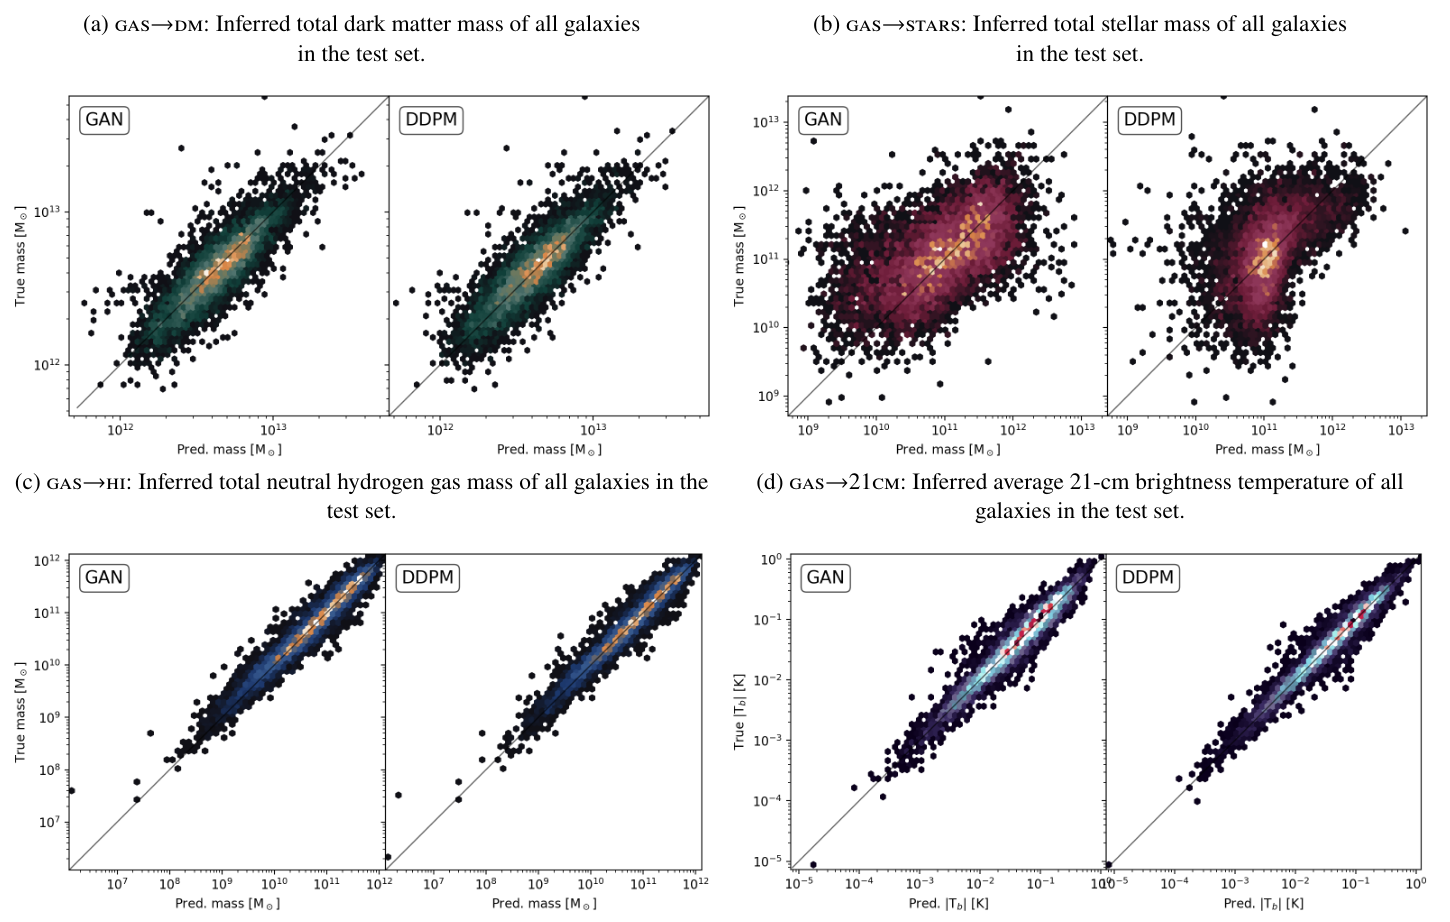 (a) GAS→DM: Inferred total dark matter mass of all galaxies
in the test set.
GAN
DDPM
True mass [M⊙]
10¹³
10¹²
10¹²
10¹³
10¹²
10¹³
Pred. mass [M⊙]
Pred. mass [M⊙]
(b) GAS→STARS: Inferred total stellar mass of all galaxies
in the test set.
GAN
DDPM
True mass [M⊙]
10¹³
10¹²
10¹¹
10¹⁰
10⁹
10⁹
10¹⁰
10¹¹
10¹²
10¹³
10⁹
10¹⁰
10¹¹
10¹²
10¹³
Pred. mass [M⊙]
Pred. mass [M⊙]
(c) GAS→HI: Inferred total neutral hydrogen gas mass of all galaxies in the
test set.
GAN
DDPM
True mass [M⊙]
10¹²
10¹¹
10¹⁰
10⁹
10⁸
10⁷
10⁷
10⁸
10⁹
10¹⁰
10¹¹
10¹²
10⁷
10⁸
10⁹
10¹⁰
10¹¹
10¹²
Pred. mass [M⊙]
Pred. mass [M⊙]
(d) GAS→21CM: Inferred average 21-cm brightness temperature of all
galaxies in the test set.
GAN
DDPM
True |T_b| [K]
10⁰
10⁻¹
10⁻²
10⁻³
10⁻⁴
10⁻⁵
10⁻⁵
10⁻⁴
10⁻³
10⁻²
10⁻¹
10⁻⁵
10⁻⁴
10⁻³
10⁻²
10⁻¹
10⁰
Pred. |T_b| [K]
Pred. |T_b| [K]